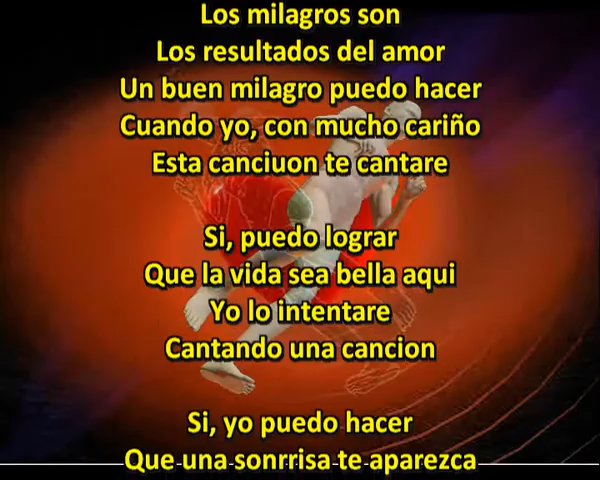 Los milagros son
Los resultados del amor
Un buen milagro puedo hacer
Cuando yo, con mucho cariño
Esta canciuon te cantare
Si, puedo lograr
Que la vida sea bella aqui
Yo lo intentare
Cantando una cancion
Si, yo puedo hacer
Que una sonrrisa te aparezca